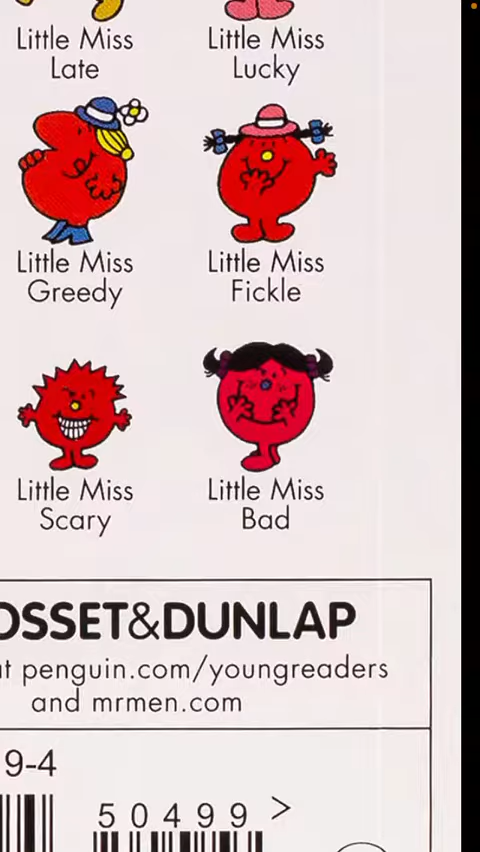 Little Miss
Late
Little Miss
Lucky
Little Miss
Greedy
Little Miss
Fickle
Little Miss
Scary
Little Miss
Bad
OSSET&DUNLAP
at penguin.com/youngreaders
and mrmen.com
9-4
50499 >